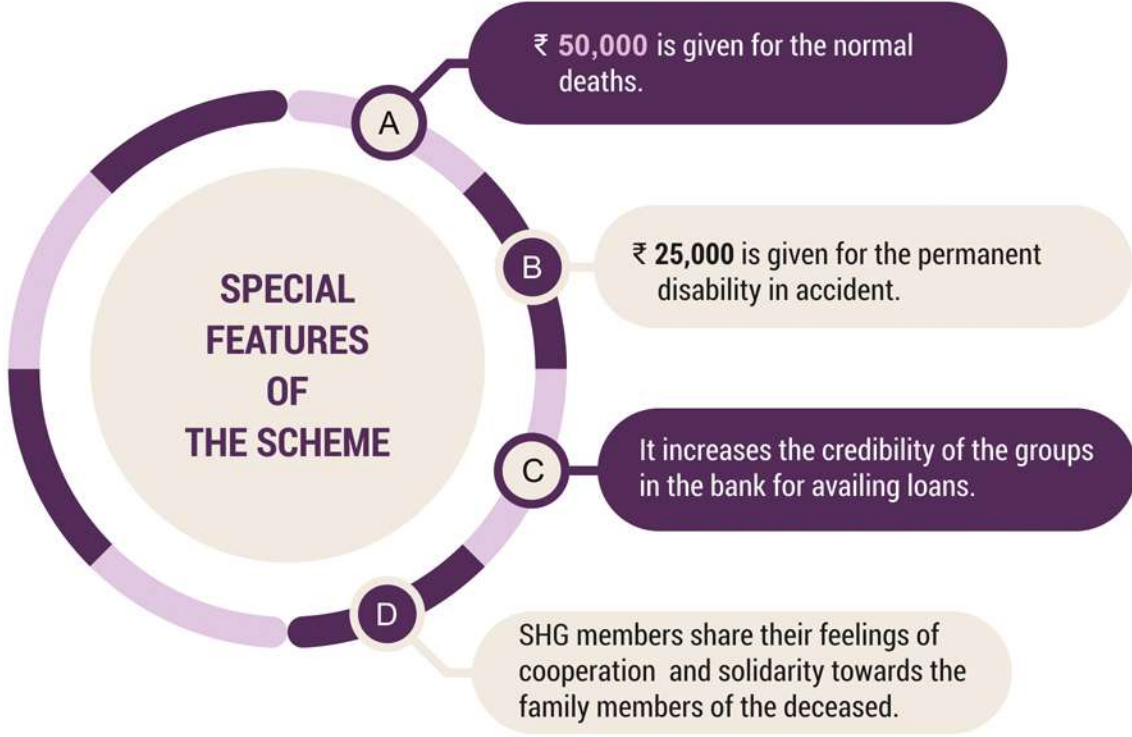 SPECIAL
FEATURES
OF
THE SCHEME
A
₹ 50,000 is given for the normal
deaths.
B
₹ 25,000 is given for the permanent
disability in accident.
C
It increases the credibility of the groups
in the bank for availing loans.
D
SHG members share their feelings of
cooperation and solidarity towards the
family members of the deceased.